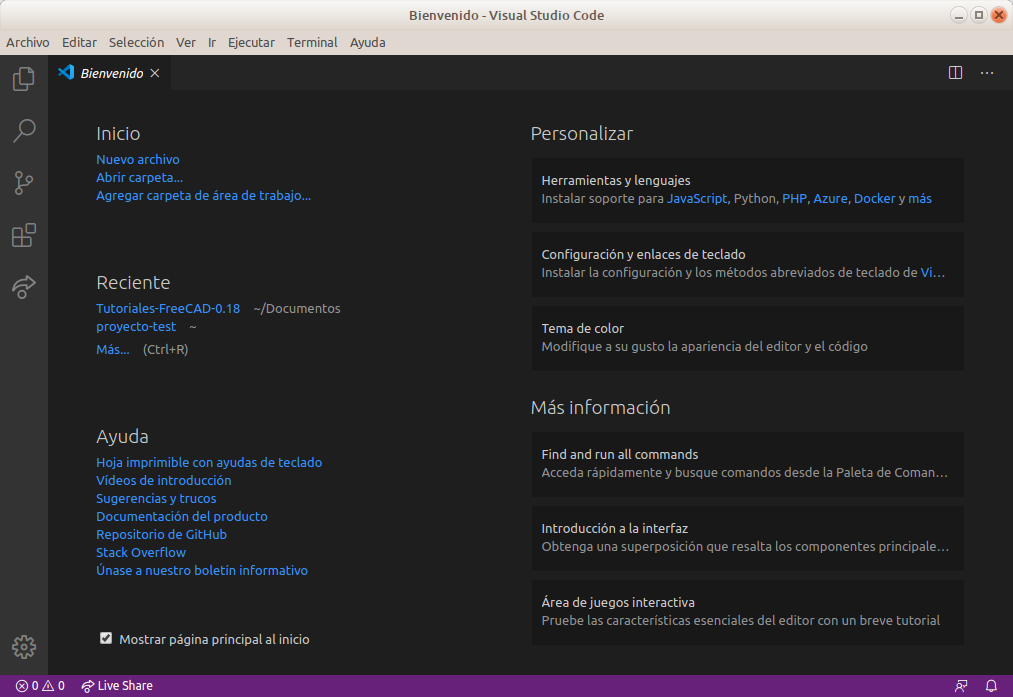 Bienvenido - Visual Studio Code
Archivo Editar Selección Ver Ir Ejecutar Terminal Ayuda
Bienvenido
Inicio
Nuevo archivo
Abrir carpeta...
Agregar carpeta de área de trabajo...
Reciente
Tutoriales-FreeCAD-0.18 ~/Documentos
proyecto-test ~
Más... (Ctrl+R)
Ayuda
Hoja imprimible con ayudas de teclado
Vídeos de introducción
Sugerencias y trucos
Documentación del producto
Repositorio de GitHub
Stack Overflow
Únase a nuestro boletín informativo
Mostrar página principal al inicio
Personalizar
Herramientas y lenguajes
Instalar soporte para JavaScript, Python, PHP, Azure, Docker y más
Configuración y enlaces de teclado
Instalar la configuración y los métodos abreviados de teclado de Vi...
Tema de color
Modifique a su gusto la apariencia del editor y el código
Más información
Find and run all commands
Acceda rápidamente y busque comandos desde la Paleta de Coman...
Introducción a la interfaz
Obtenga una superposición que resalta los componentes principale...
Área de juegos interactiva
Pruebe las características esenciales del editor con un breve tutorial
0 0 Live Share